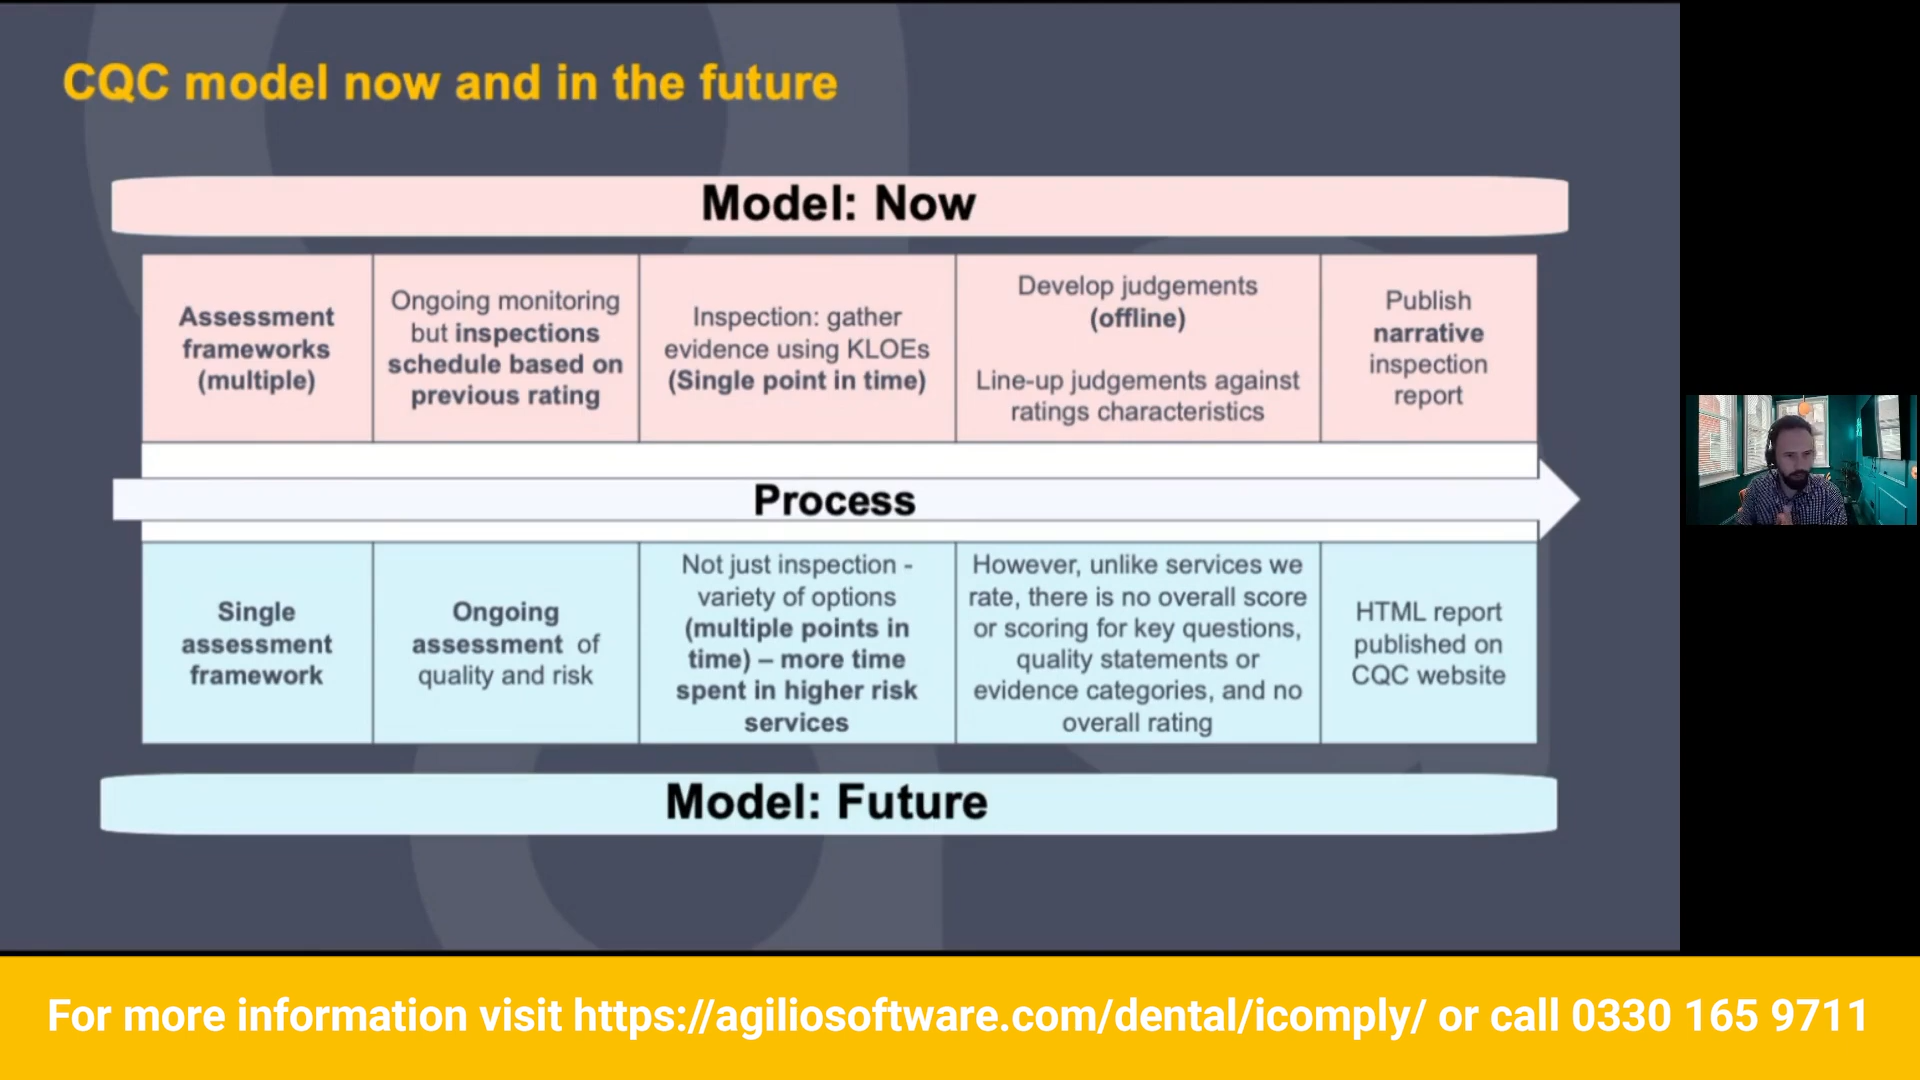 CQC model now and in the future
Model: Now
Assessment
frameworks
(multiple)
Ongoing monitoring
but inspections
schedule based on
previous rating
Inspection: gather
evidence using KLOEs
(Single point in time)
Develop judgements
(offline)
Line-up judgements against
ratings characteristics
Publish
narrative
inspection
report
Process
Single
assessment
framework
Ongoing
assessment of
quality and risk
Not just inspection -
variety of options
(multiple points in
time) – more time
spent in higher risk
services
However, unlike services we
rate, there is no overall score
or scoring for key questions,
quality statements or
evidence categories, and no
overall rating
HTML report
published on
CQC website
Model: Future
For more information visit https://agiliosoftware.com/dental/icomply/ or call 0330 165 9711